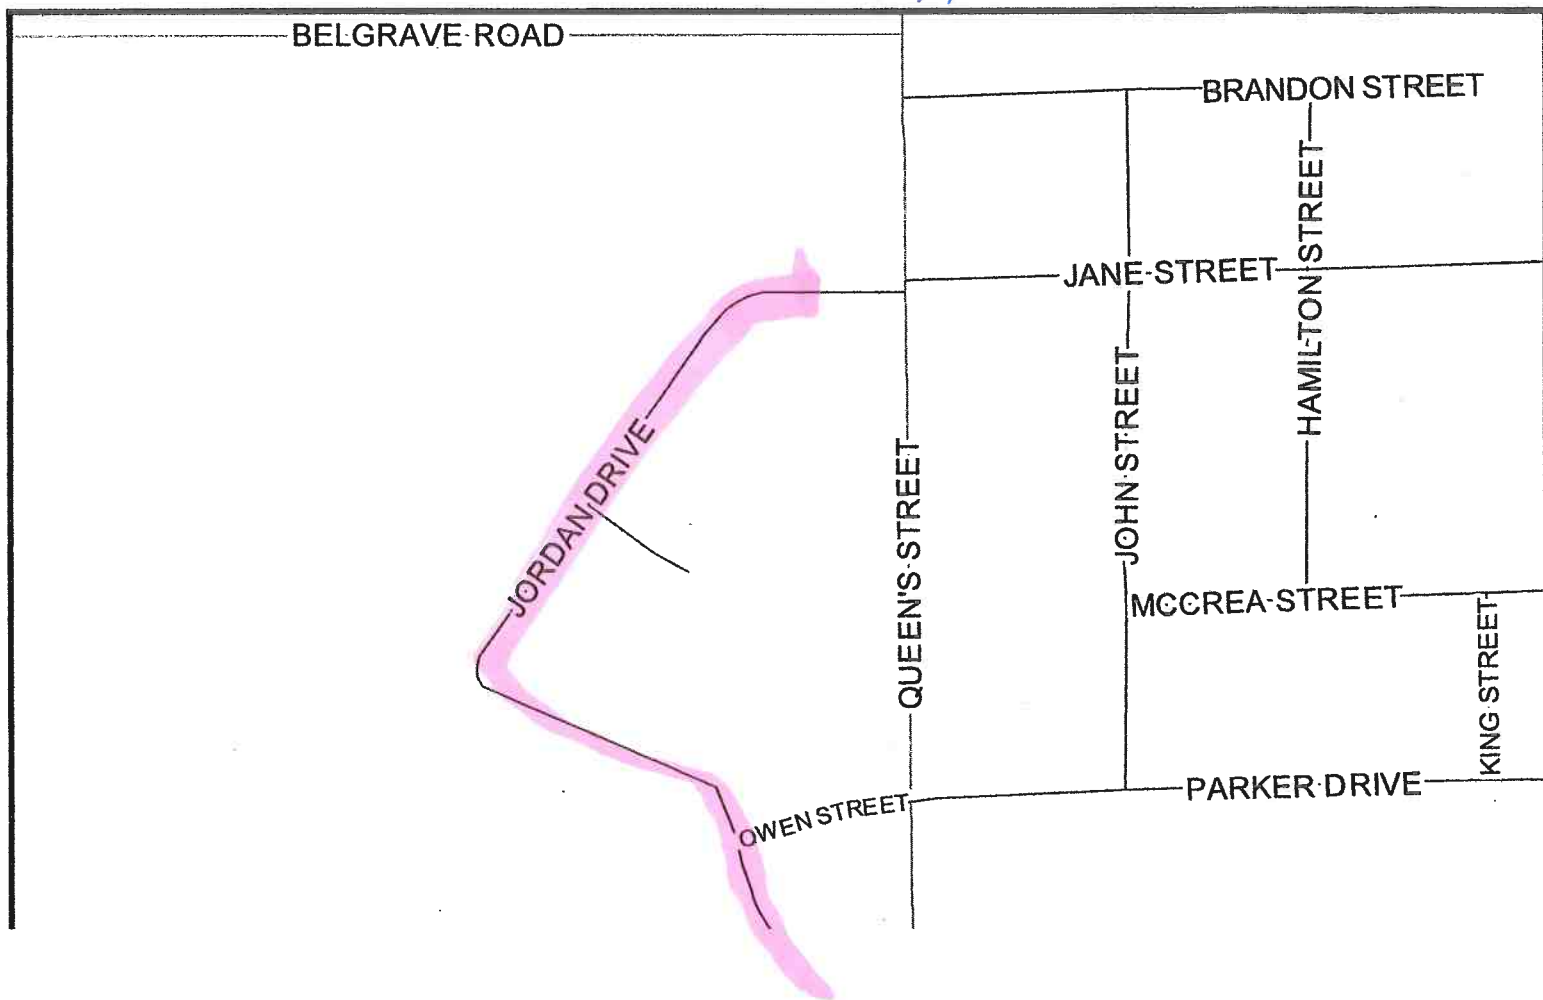 BELGRAVE ROAD
BRANDON STREET
HAMILTON STREET
JANE STREET
JOHN STREET
JORDAN DRIVE
QUEEN'S STREET
MCCREA STREET
KING STREET
PARKER DRIVE
OWEN STREET